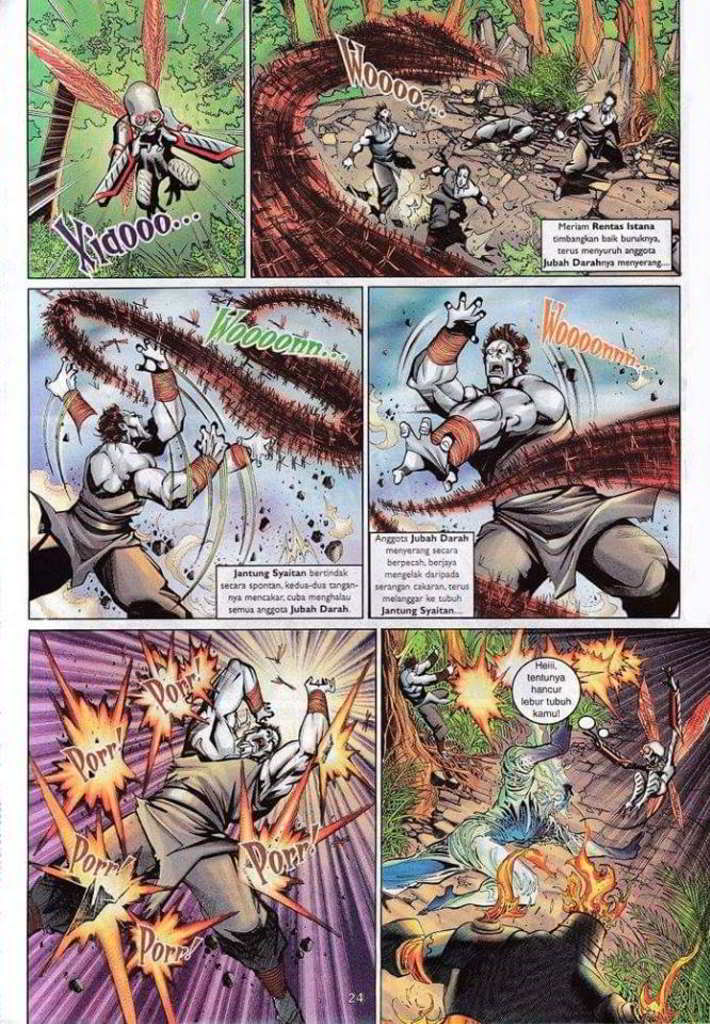 Xidooo...
Woooo...
Meriam Rentas Istana
timbangkan baik buruknya,
terus menyuruh anggota
Jubah Darahnya menyerang....
Woooonn...
Jantung Syaitan bertindak
secara spontan, kedua-dua tangan-
nya mencakar, cuba menghalau
semua anggota Jubah Darah.
Woooonnn...
Anggota Jubah Darah
menyerang secara
berpecah, berjaya
mengelak daripada
serangan cakaran, terus
melanggar ke tubuh
Jantung Syaitan...
Porr!
Porr!
Porr!
Porr!
Porr!
24
Heiii,
tentunya
hancur
lebur tubuh
kamu!